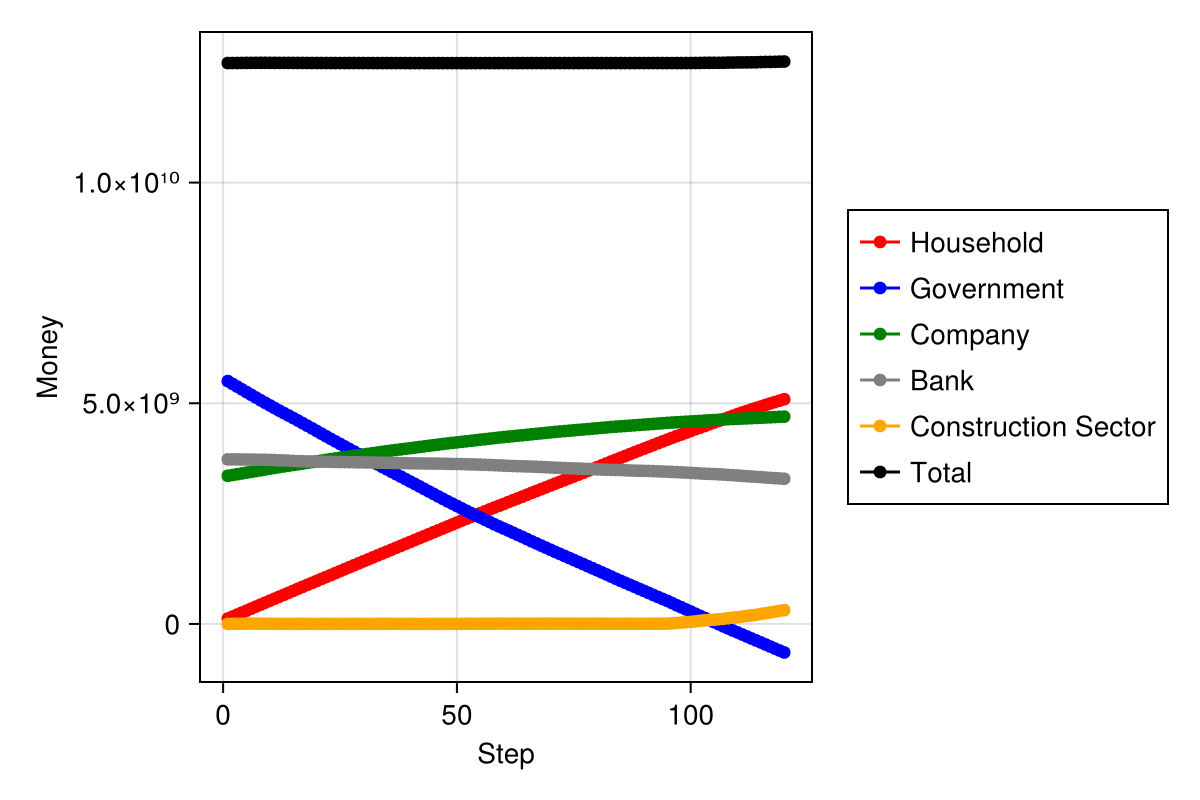 1.0×10¹⁰
5.0×10⁹
0
Money
0 50 100
Step
Household
Government
Company
Bank
Construction Sector
Total